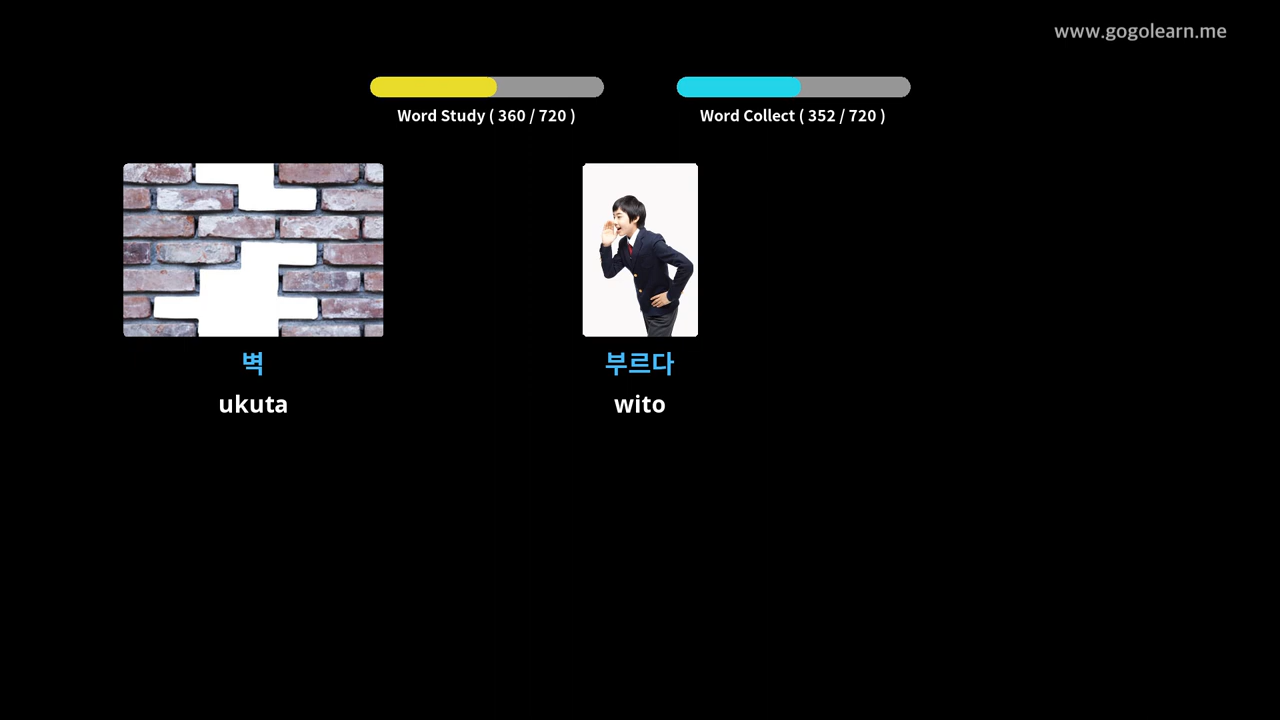 www.gogolearn.me
Word Study ( 360 / 720 )
Word Collect ( 352 / 720 )
벽
ukuta
부르다
wito